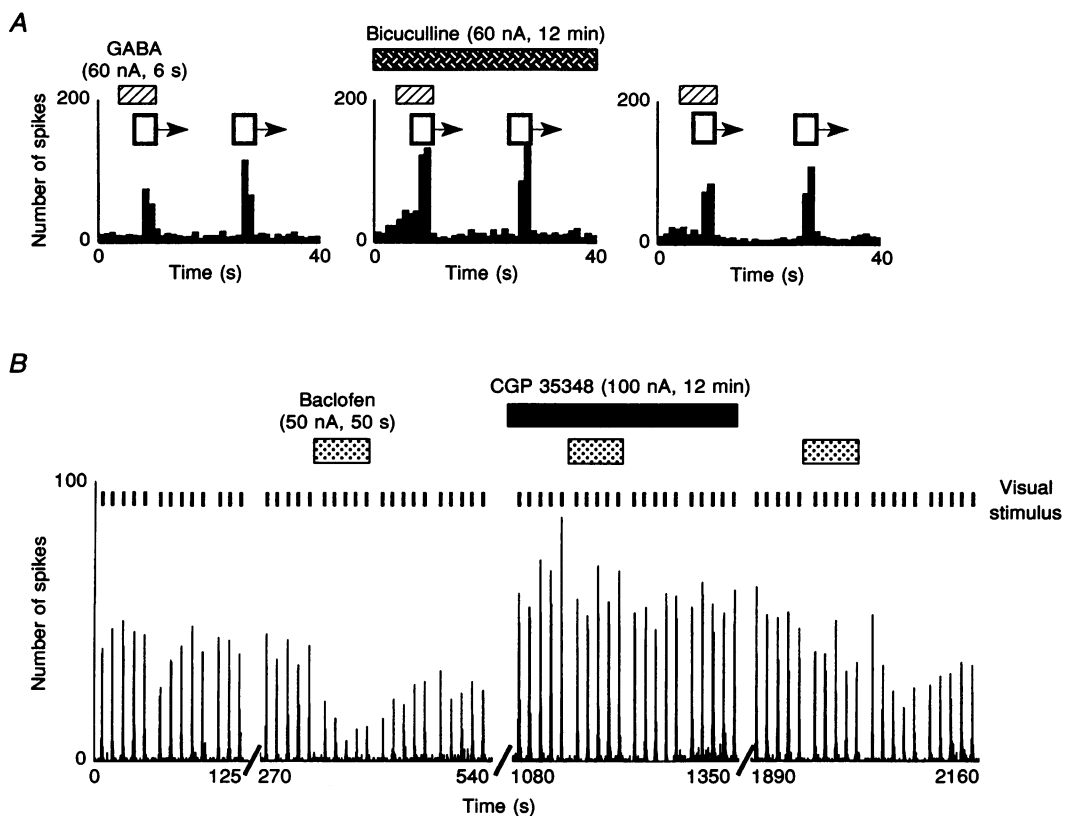 A
GABA
(60 nA, 6 s)
Bicuculline (60 nA, 12 min)
Number of spikes
200
0
0
40
Time (s)
200
0
0
40
Time (s)
200
0
0
40
Time (s)
B
Baclofen
(50 nA, 50 s)
CGP 35348 (100 nA, 12 min)
Visual
stimulus
Number of spikes
100
0
0
125
270
540
1080
1350
1890
2160
Time (s)